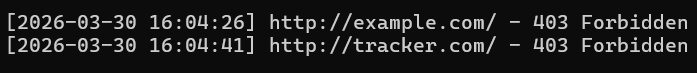 [2026-03-30 16:04:26] http://example.com/ - 403 Forbidden
[2026-03-30 16:04:41] http://tracker.com/ - 403 Forbidden